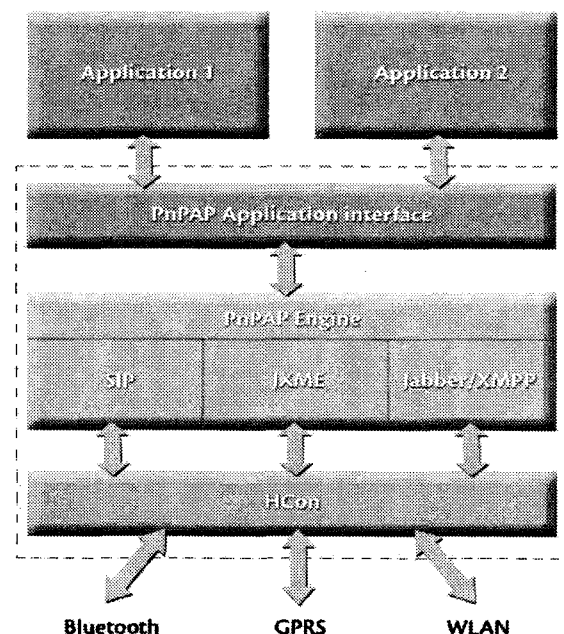 Application 1
Application 2
PnPAP Application interface
PnPAP Engine
SIP
JXME
Jabber/XMPP
HCon
Bluetooth
GPRS
WLAN